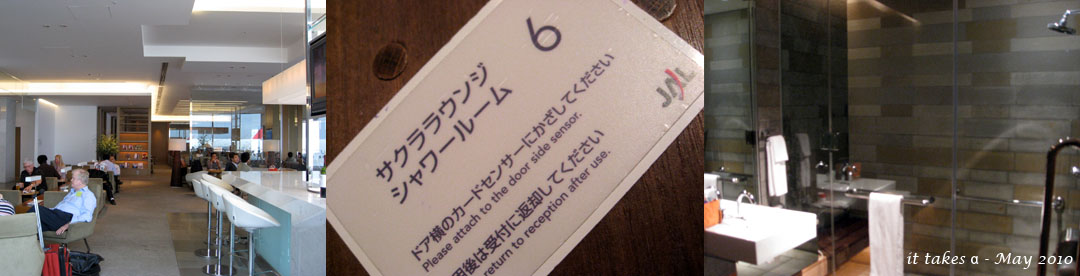 6
サクララウンジ
シャワールーム
JAL
ドア横のカードセンサーにかざしてください
Please attach to the door side sensor.
後は受付に返却してください
return to reception after use.
it takes a - May 2010